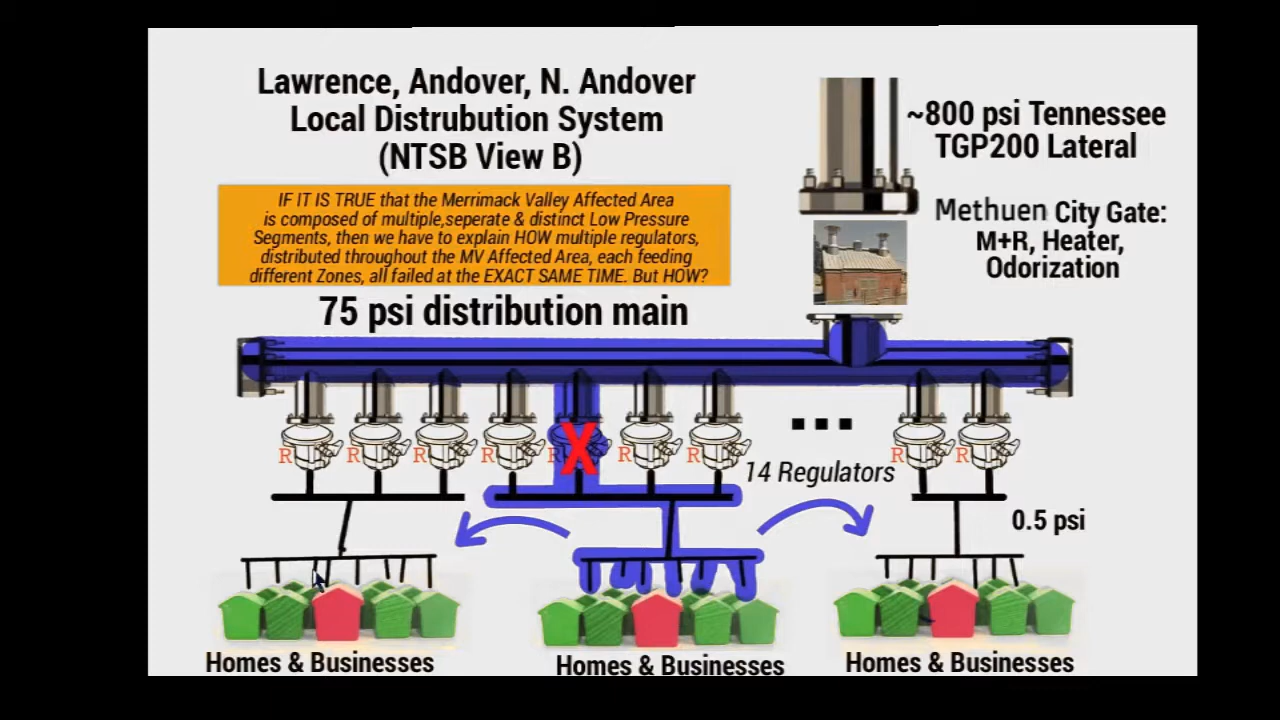 Lawrence, Andover, N. Andover
Local Distrubution System
(NTSB View B)
~800 psi Tennessee
TGP200 Lateral
IF IT IS TRUE that the Merrimack Valley Affected Area
is composed of multiple,seperate & distinct Low Pressure
Segments, then we have to explain HOW multiple regulators,
distributed throughout the MV Affected Area, each feeding
different Zones, all failed at the EXACT SAME TIME. But HOW?
Methuen City Gate:
M+R, Heater,
Odorization
75 psi distribution main
...
R R R R R X R R R R
14 Regulators
0.5 psi
Homes & Businesses
Homes & Businesses
Homes & Businesses